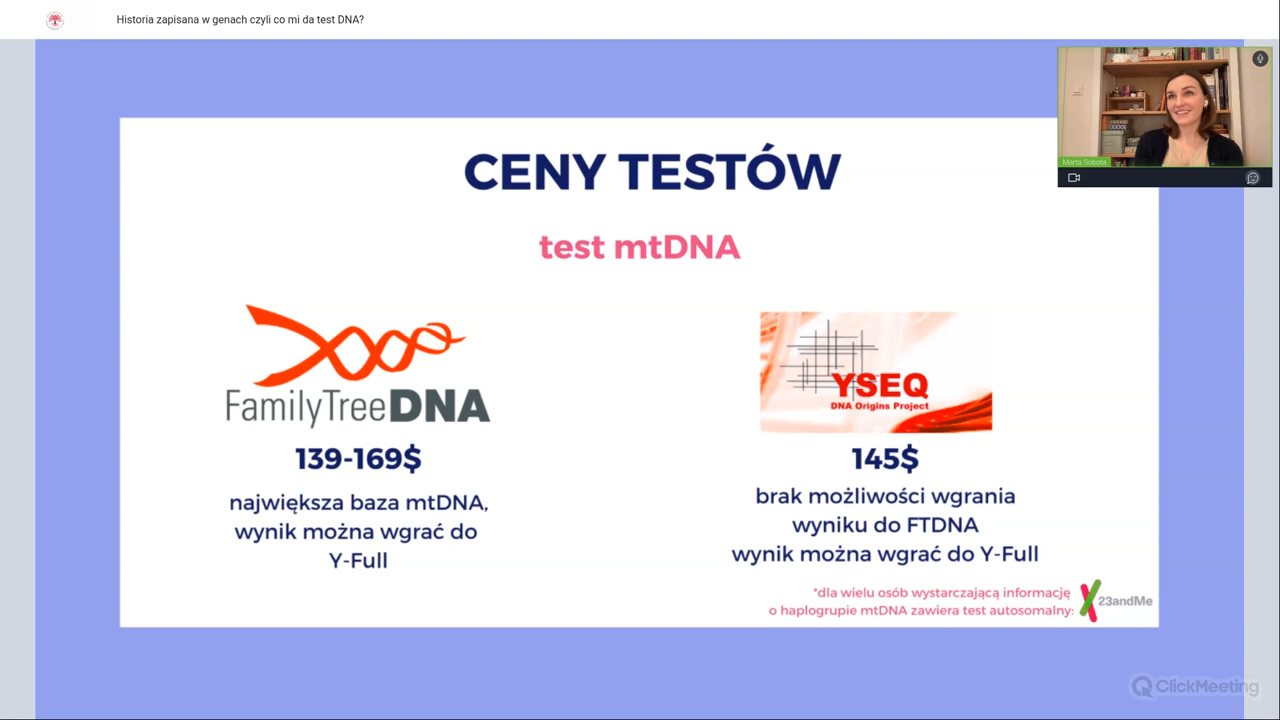 Historia zapisana w genach czyli co mi da test DNA?
Marta Sobota
CENY TESTÓW
test mtDNA
FamilyTreeDNA
139-169$
największa baza mtDNA,
wynik można wgrać do
Y-Full
YSEQ
DNA Origins Project
145$
brak możliwości wgrania
wyniku do FTDNA
wynik można wgrać do Y-Full
*dla wielu osób wystarczającą informację
o haplogrupie mtDNA zawiera test autosomalny:
23andMe
ClickMeeting